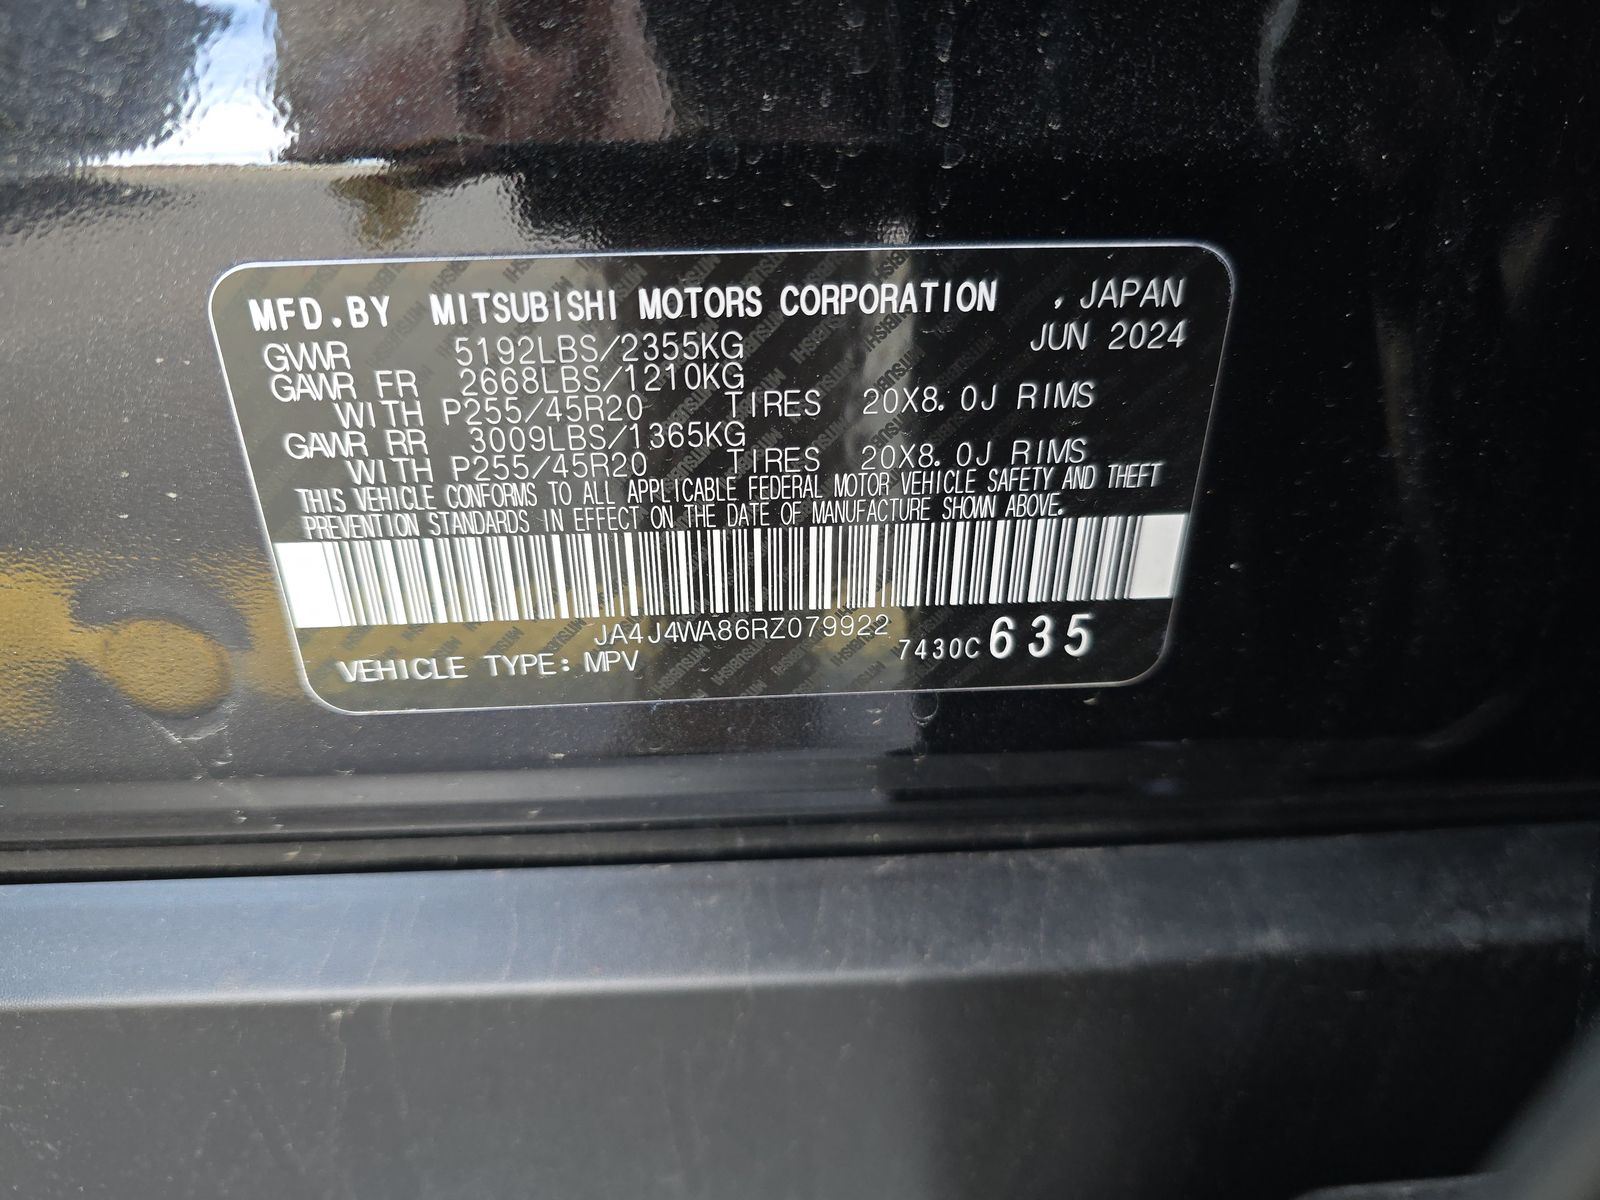 MFD.BY MITSUBISHI MOTORS CORPORATION , JAPAN
GVWR 5192LBS/2355KG JUN 2024
GAWR FR 2668LBS/1210KG
WITH P255/45R20 TIRES 20X8.0J RIMS
GAWR RR 3009LBS/1365KG
WITH P255/45R20 TIRES 20X8.0J RIMS
THIS VEHICLE CONFORMS TO ALL APPLICABLE FEDERAL MOTOR VEHICLE SAFETY AND THEFT
PREVENTION STANDARDS IN EFFECT ON THE DATE OF MANUFACTURE SHOWN ABOVE.
JA4J4WA86RZ079922
VEHICLE TYPE: MPV 7430C 635